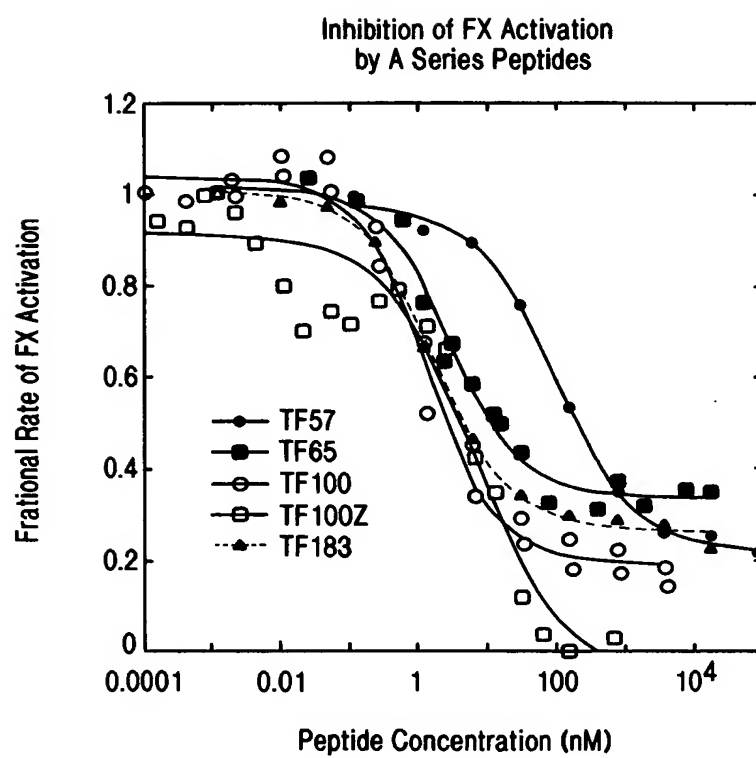 Inhibition of FX Activation
by A Series Peptides
Frational Rate of FX Activation
1.2
1
0.8
0.6
0.4
0.2
0
TF57
TF65
TF100
TF100Z
TF183
0.0001
0.01
1
100
10⁴
Peptide Concentration (nM)